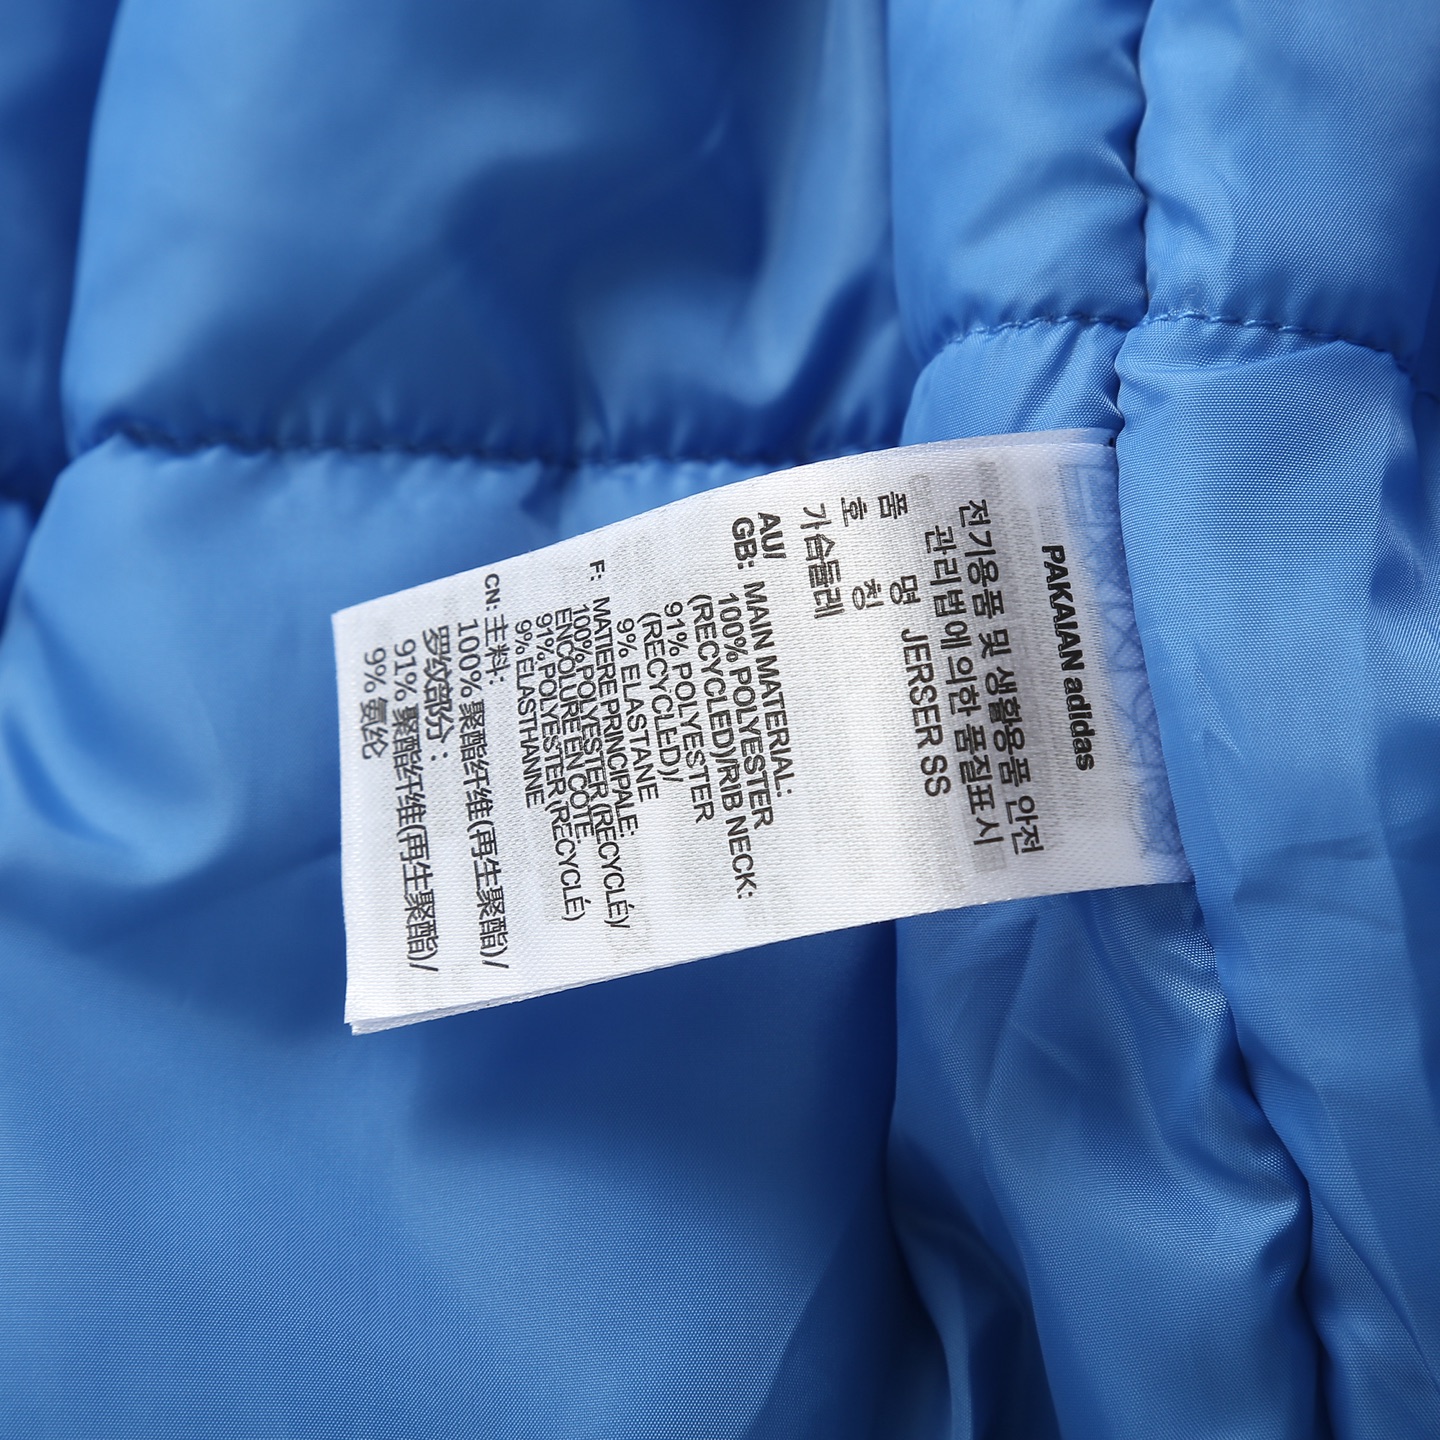 PAKAIAN adidas
전기용품 및 생활용품 안전
관리법에 의한 품질표시
품 명 JERSER SS
호 칭
가슴둘레
AU/
GB: MAIN MATERIAL:
100% POLYESTER
(RECYCLED)/RIB NECK:
91% POLYESTER
(RECYCLED)/
9% ELASTANE
F: MATIERE PRINCIPALE:
100% POLYESTER (RECYCLÉ)/
ENCOLURE EN COTE:
91% POLYESTER (RECYCLÉ)
9% ELASTHANNE
CN: 主料:
100% 聚酯纤维(再生聚酯)/
罗纹部分:
91% 聚酯纤维(再生聚酯)/
9% 氨纶